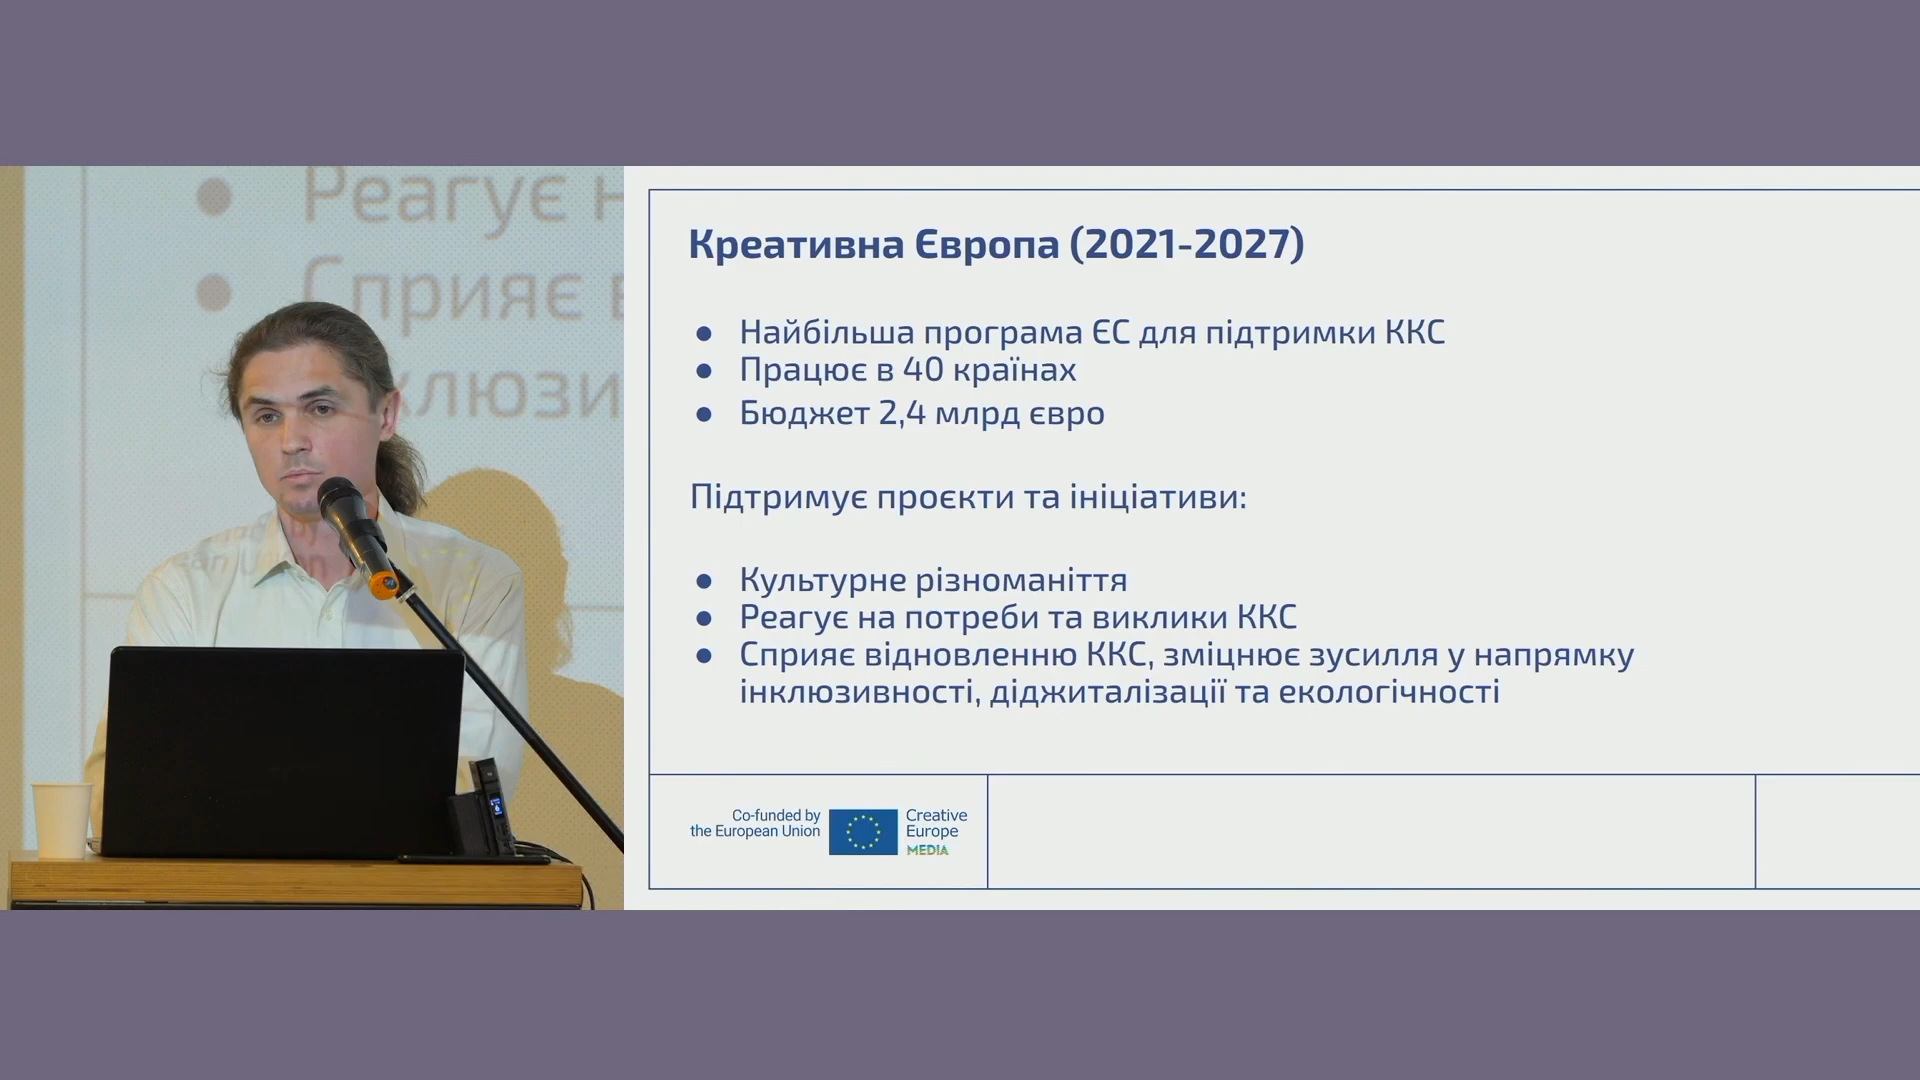 Реагує н
Сприяє в
клюзи
Креативна Європа (2021-2027)
● Найбільша програма ЄС для підтримки ККС
● Працює в 40 країнах
● Бюджет 2,4 млрд євро
Підтримує проєкти та ініціативи:
● Культурне різноманіття
● Реагує на потреби та виклики ККС
● Сприяє відновленню ККС, зміцнює зусилля у напрямку
інклюзивності, діджиталізації та екологічності
Co-funded by
the European Union
Creative
Europe
MEDIA